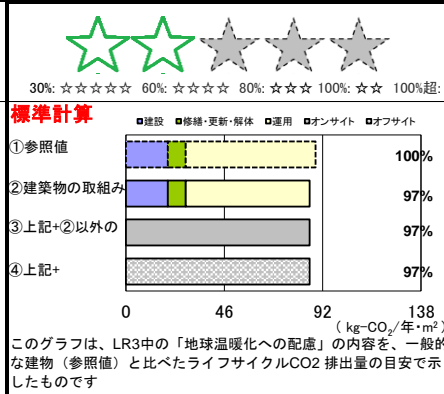 30%: ☆☆☆☆☆ 60%: ☆☆☆☆ 80%: ☆☆☆ 100%: ☆☆ 100%超:
標準計算
■建設 ■修繕・更新・解体 □運用 ■オンサイト ■オフサイト
①参照値 100%
②建築物の取組み 97%
③上記+②以外の 97%
④上記+ 97%
0 46 92 138
( kg-CO₂/年・m² )
このグラフは、LR3中の「地球温暖化への配慮」の内容を、一般的
な建物（参照値）と比べたライフサイクルCO2 排出量の目安で示
したものです